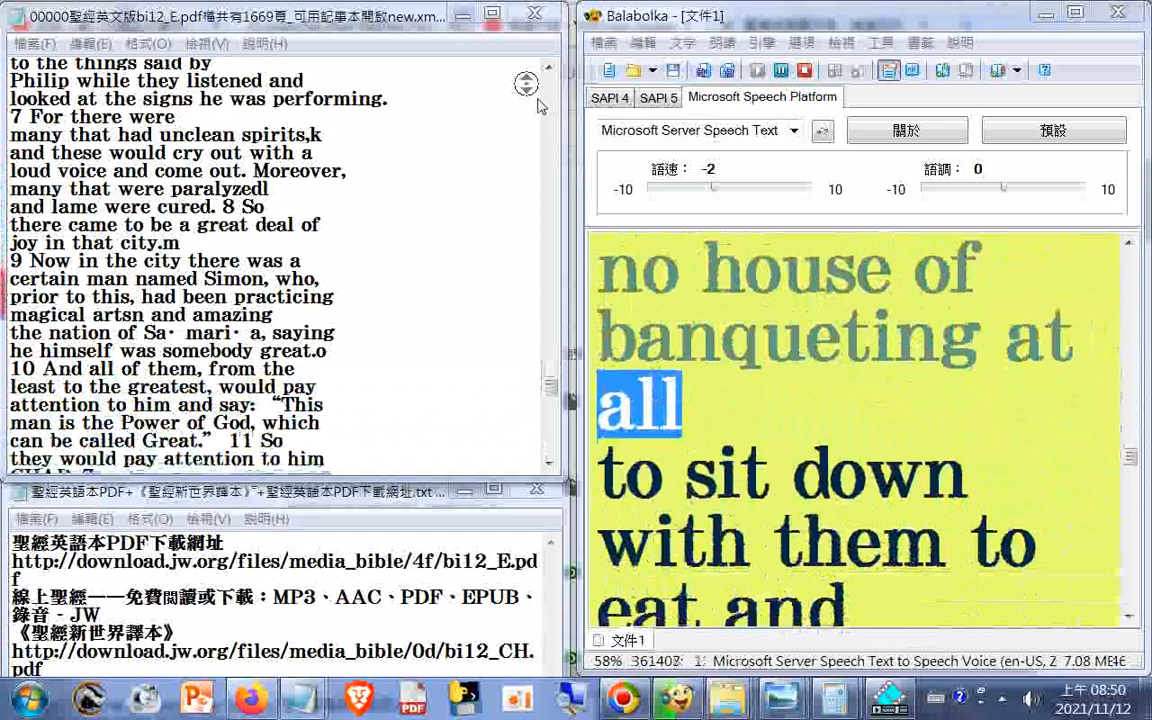 00000聖經英文版bi12_E.pdf檔共有1669頁_可用記事本開啟new.xm...
檔案(F) 編輯(E) 格式(O) 檢視(V) 說明(H)
to the things said by
Philip while they listened and
looked at the signs he was performing.
7 For there were
many that had unclean spirits,k
and these would cry out with a
loud voice and come out. Moreover,
many that were paralyzedl
and lame were cured. 8 So
there came to be a great deal of
joy in that city.m
9 Now in the city there was a
certain man named Simon, who,
prior to this, had been practicing
magical artsn and amazing
the nation of Sa· mari· a, saying
he himself was somebody great.o
10 And all of them, from the
least to the greatest, would pay
attention to him and say: “This
man is the Power of God, which
can be called Great.” 11 So
they would pay attention to him
聖經英語本PDF+《聖經新世界譯本》"+聖經英語本PDF下載網址.txt ...
檔案(F) 編輯(E) 格式(O) 檢視(V) 說明(H)
聖經英語本PDF下載網址
http://download.jw.org/files/media_bible/4f/bi12_E.pd
f
線上聖經——免費閱讀或下載：MP3、AAC、PDF、EPUB、
錄音 - JW
《聖經新世界譯本》
http://download.jw.org/files/media_bible/0d/bi12_CH.
pdf
Balabolka - [文件1]
檔案 編輯 文字 朗讀 引擎 選項 檢視 工具 書籤 說明
SAPI 4 SAPI 5 Microsoft Speech Platform
Microsoft Server Speech Text 關於 預設
語速： -2 語調： 0
-10 10 -10 10
no house of
banqueting at
all
to sit down
with them to
eat and
文件1
58% Microsoft Server Speech Text to Speech Voice (en-US, Z 7.08 ME
上午 08:50
2021/11/12